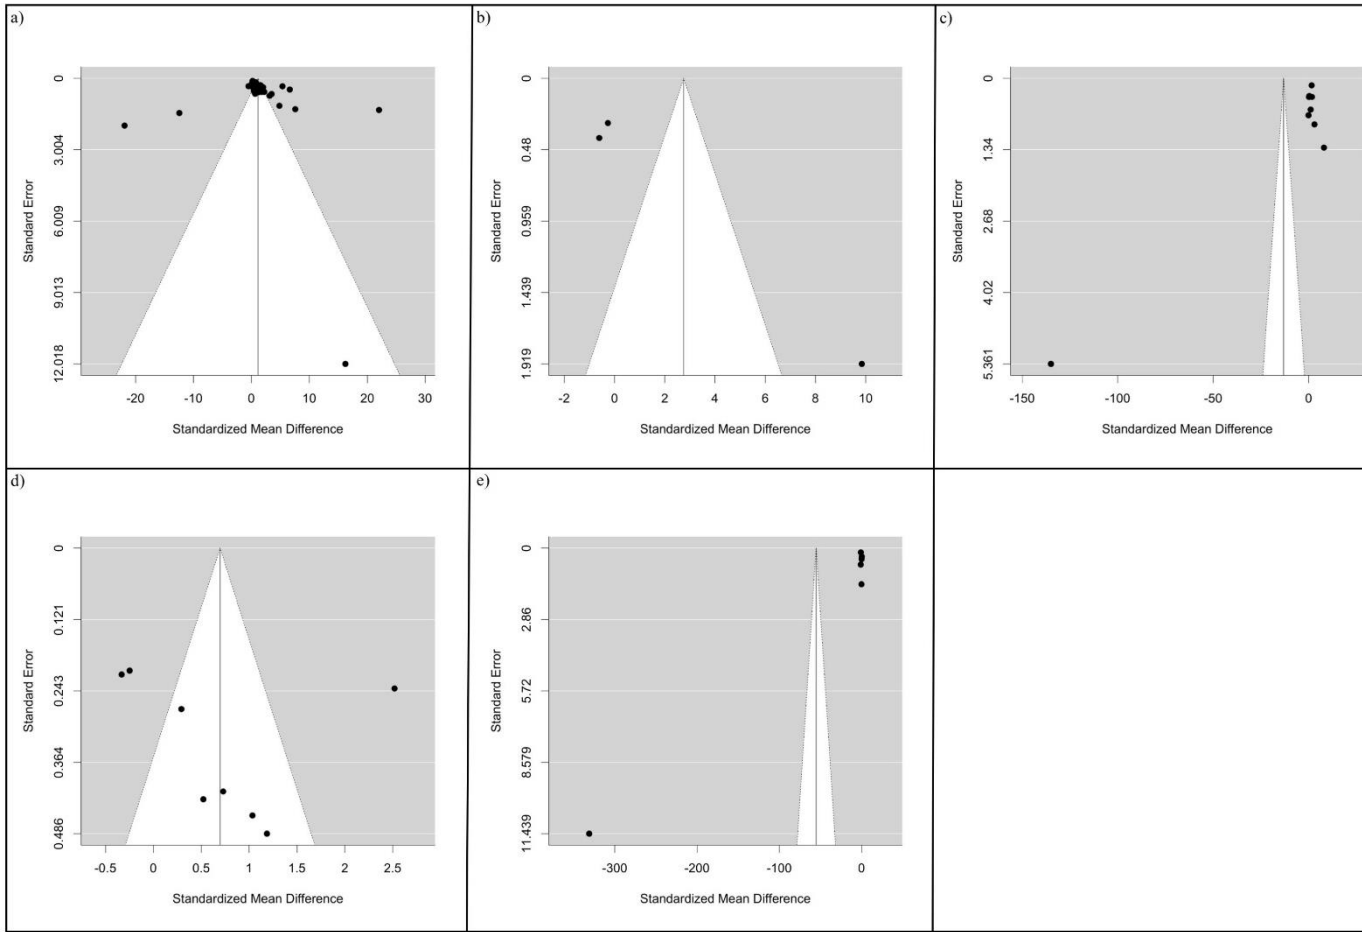 a)
0
3.004
6.009
9.013
12.018
Standard Error
-20 -10 0 10 20 30
Standardized Mean Difference
b)
0
0.48
0.959
1.439
1.919
Standard Error
-2 0 2 4 6 8 10
Standardized Mean Difference
c)
0
1.34
2.68
4.02
5.361
Standard Error
-150 -100 -50 0
Standardized Mean Difference
d)
0
0.121
0.243
0.364
0.486
Standard Error
-0.5 0 0.5 1 1.5 2 2.5
Standardized Mean Difference
e)
0
2.86
5.72
8.579
11.439
Standard Error
-300 -200 -100 0
Standardized Mean Difference